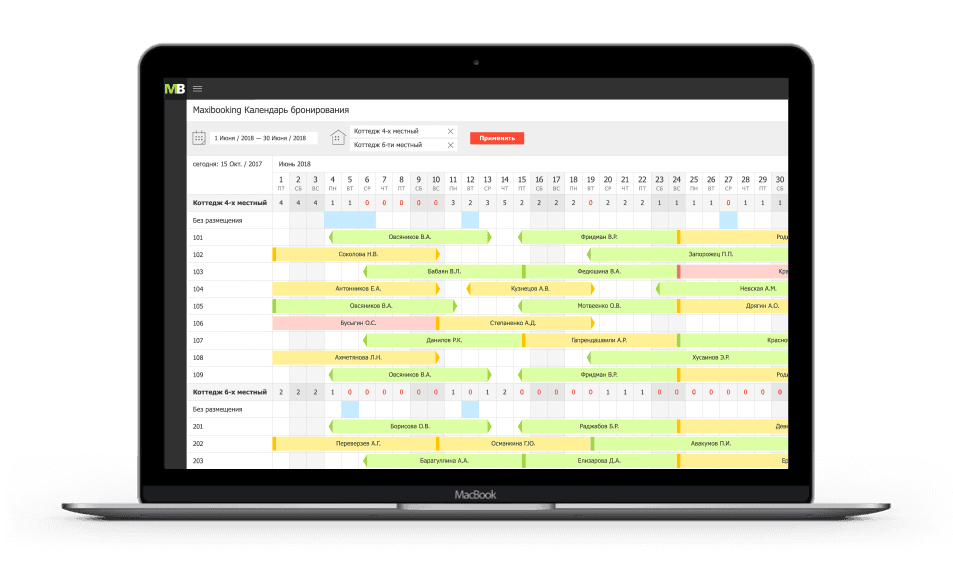 MB
Maxibooking Календарь бронирования
1 Июня / 2018 — 30 Июня / 2018
Коттедж 4-х местный
Коттедж 6-ти местный
Применить
сегодня: 15 Окт. / 2017 Июнь 2018
1 2 3 4 5 6 7 8 9 10 11 12 13 14 15 16 17 18 19 20 21 22 23 24 25 26 27 28 29 30
ПТ СБ ВС ПН ВТ СР ЧТ ПТ СБ ВС ПН ВТ СР ЧТ ПТ СБ ВС ПН ВТ СР ЧТ ПТ СБ ВС ПН ВТ СР ЧТ ПТ СБ
Коттедж 4-х местный 4 4 4 1 1 0 0 0 0 0 3 2 3 5 2 2 2 2 0 2 2 2 1 1 1 1 0 1 1 1
Без размещения
101 Овсяников В.А. Фридман В.Р. Род
102 Соколова Н.В. Запорожец П.П.
103 Бабаян В.Л. Федюшина В.А. Кра
104 Антонников Е.А. Кузнецов А.В. Невская А.М.
105 Овсяников В.А. Мотвеенко О.В. Дрягин А.О.
106 Бусыгин О.С. Степаненко А.Д.
107 Данилов Р.К. Гапрендашвили А.Р. Красно
108 Ахметянова Л.Н. Хусаинов Э.Р.
109 Овсяников В.А. Фридман В.Р. Род
Коттедж 6-х местный 2 2 2 1 0 0 0 0 0 0 1 0 1 2 0 0 0 0 0 1 1 1 0 0 0 0 0 0 0 0
Без размещения
201 Борисова О.В. Раджабов Б.Р. Дев
202 Переверзев А.Г. Османкина Г.Ю. Авакумов П.И.
203 Баратуллина А.А. Елизарова Д.А. Ер
MacBook